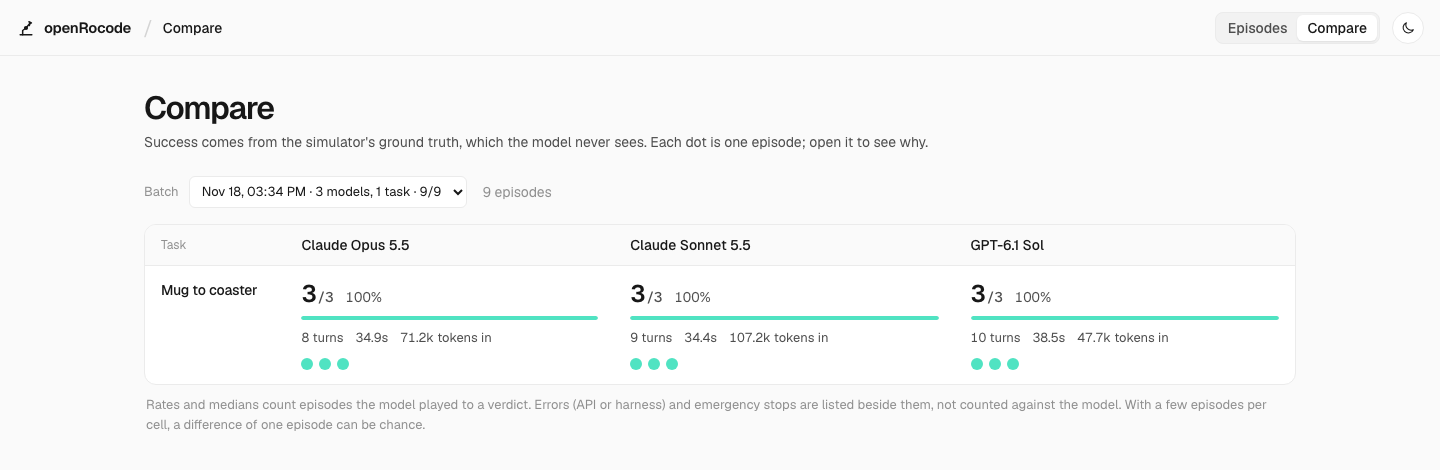 openRocode / Compare
Episodes Compare
Compare
Success comes from the simulator's ground truth, which the model never sees. Each dot is one episode; open it to see why.
Batch Nov 18, 03:34 PM · 3 models, 1 task · 9/9 9 episodes
Task Claude Opus 5.5 Claude Sonnet 5.5 GPT-6.1 Sol
Mug to coaster 3/3 100% 3/3 100% 3/3 100%
8 turns 34.9s 71.2k tokens in 9 turns 34.4s 107.2k tokens in 10 turns 38.5s 47.7k tokens in
Rates and medians count episodes the model played to a verdict. Errors (API or harness) and emergency stops are listed beside them, not counted against the model. With a few episodes per
cell, a difference of one episode can be chance.